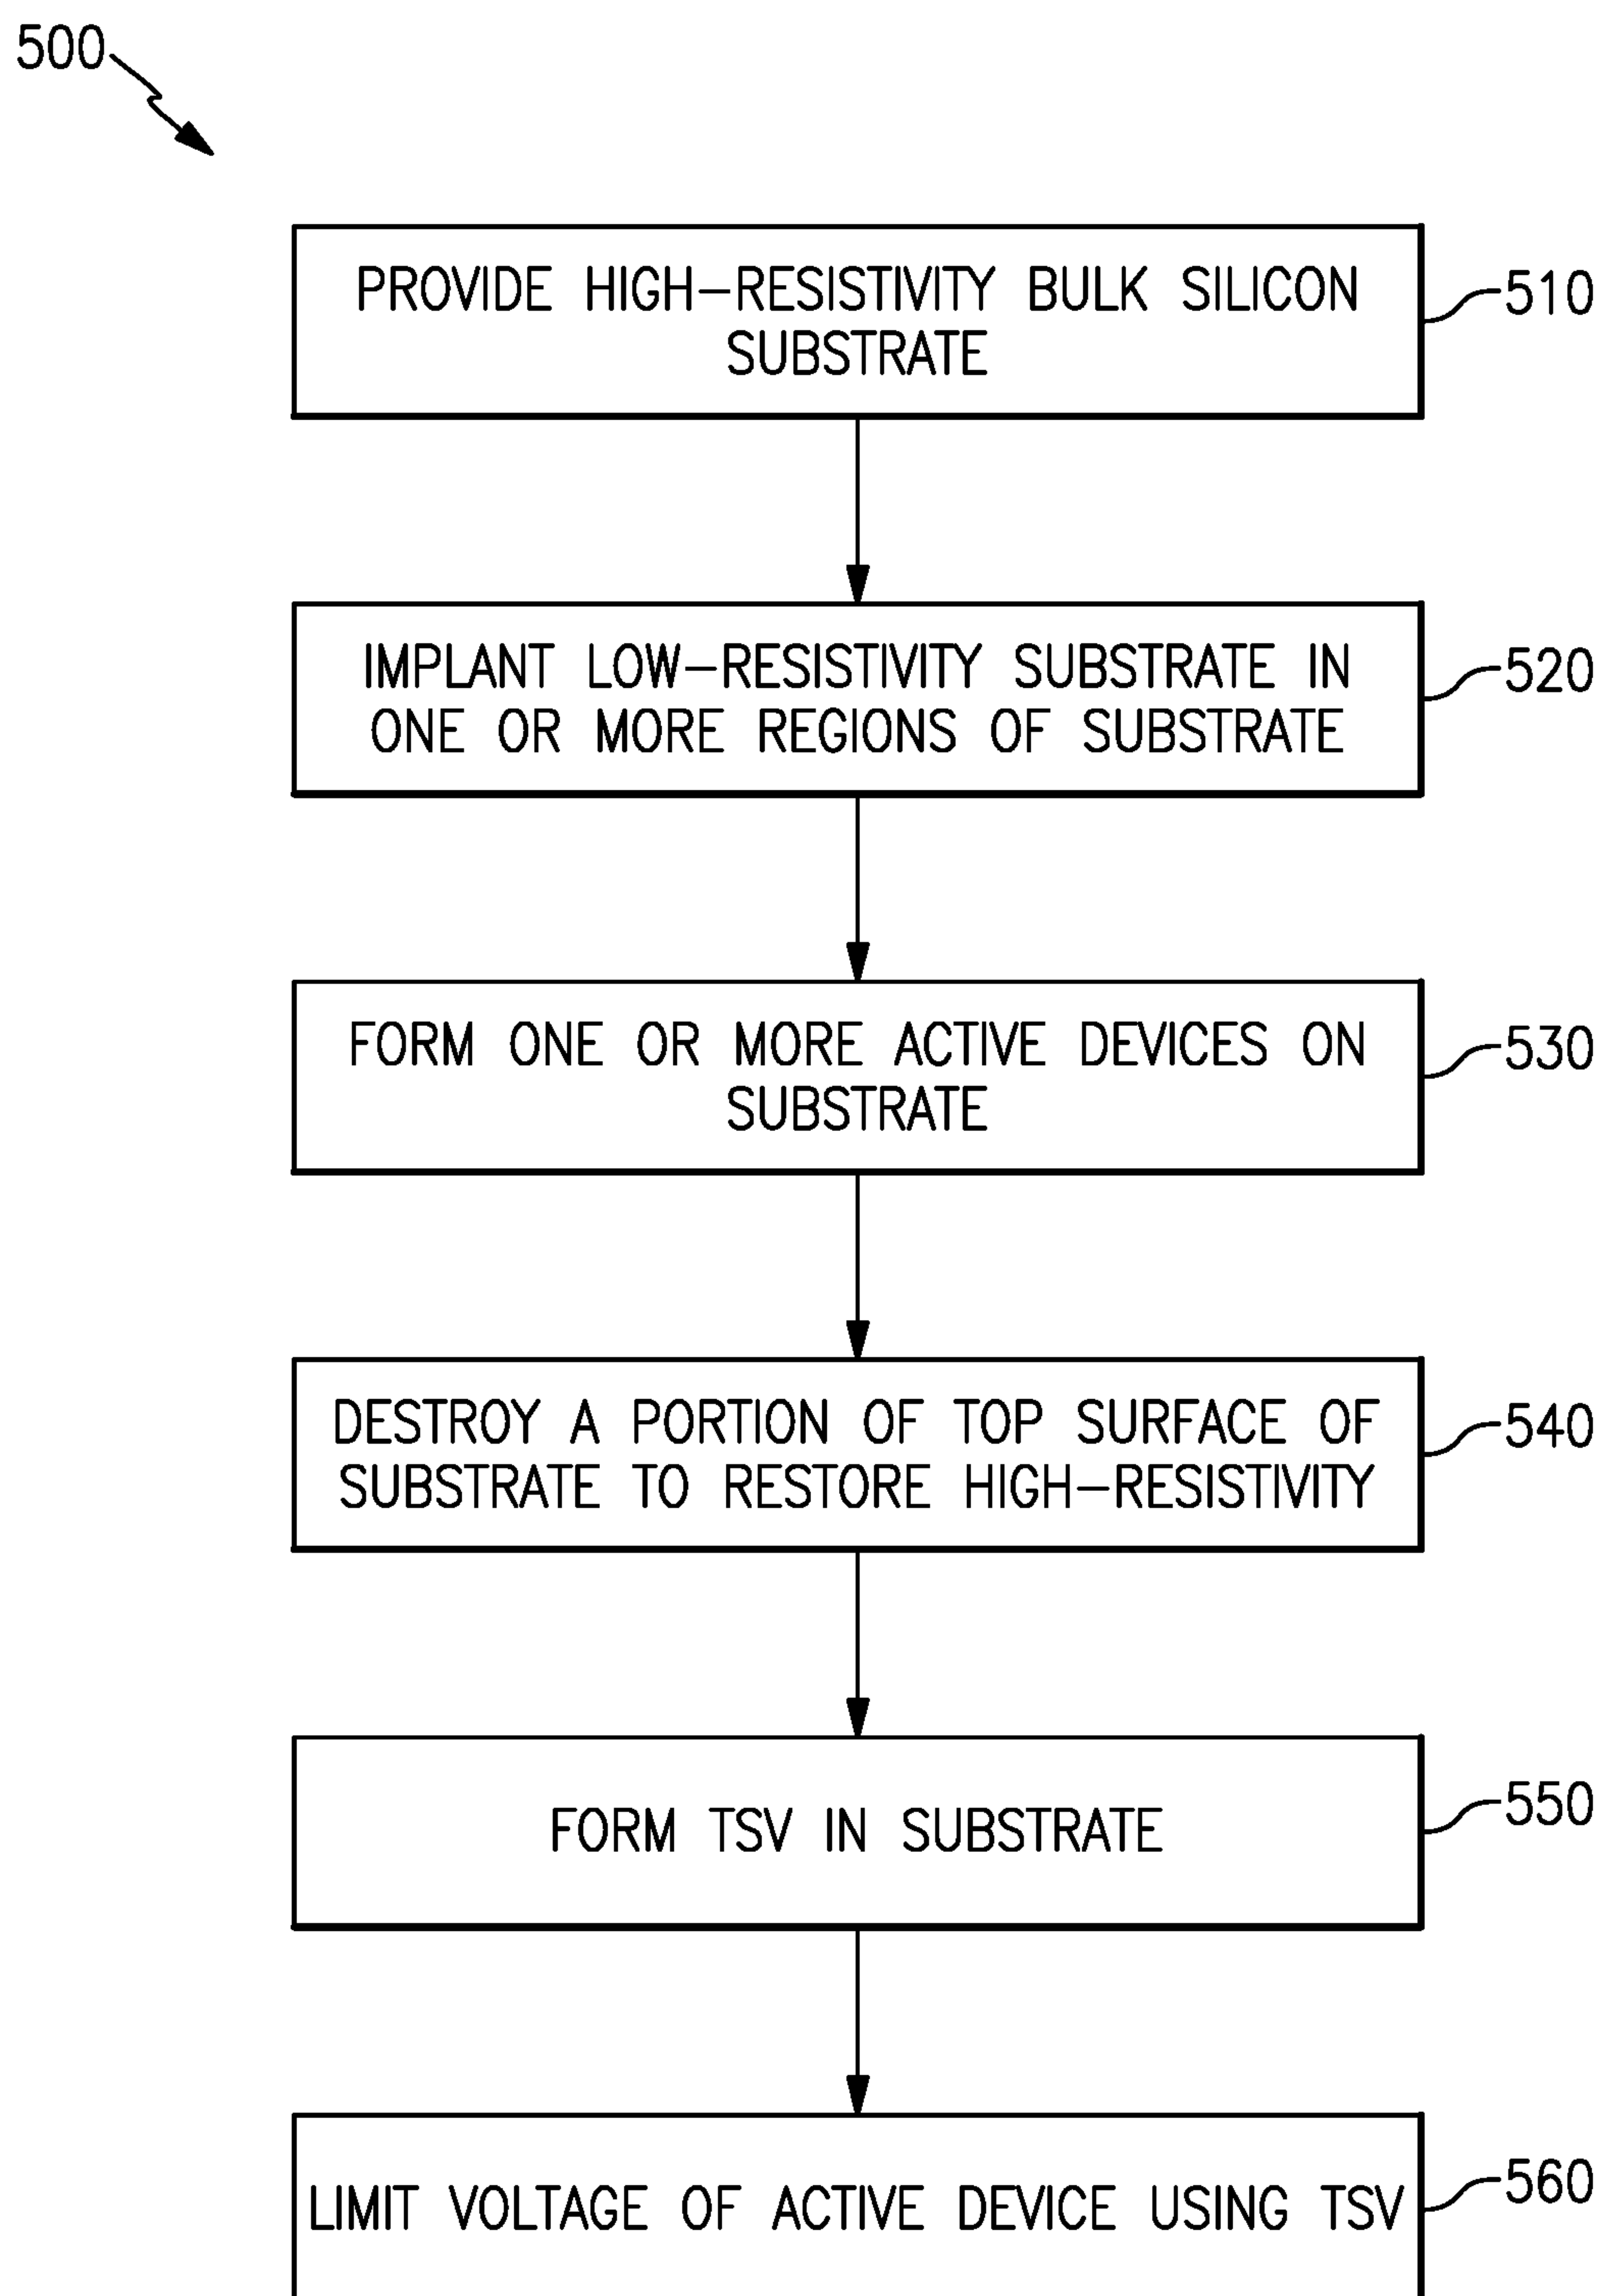 500
PROVIDE HIGH-RESISTIVITY BULK SILICON
SUBSTRATE
510
IMPLANT LOW-RESISTIVITY SUBSTRATE IN
ONE OR MORE REGIONS OF SUBSTRATE
520
FORM ONE OR MORE ACTIVE DEVICES ON
SUBSTRATE
530
DESTROY A PORTION OF TOP SURFACE OF
SUBSTRATE TO RESTORE HIGH-RESISTIVITY
540
FORM TSV IN SUBSTRATE
550
LIMIT VOLTAGE OF ACTIVE DEVICE USING TSV
560